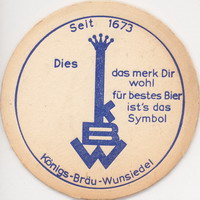 Seit 1673
Dies
das merk Dir
wohl
für bestes Bier
ist's das
Symbol
KBW
Königs-Bräu-Wunsiedel